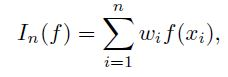 I_n(f) = \sum_{i=1}^{n} w_i f(x_i),